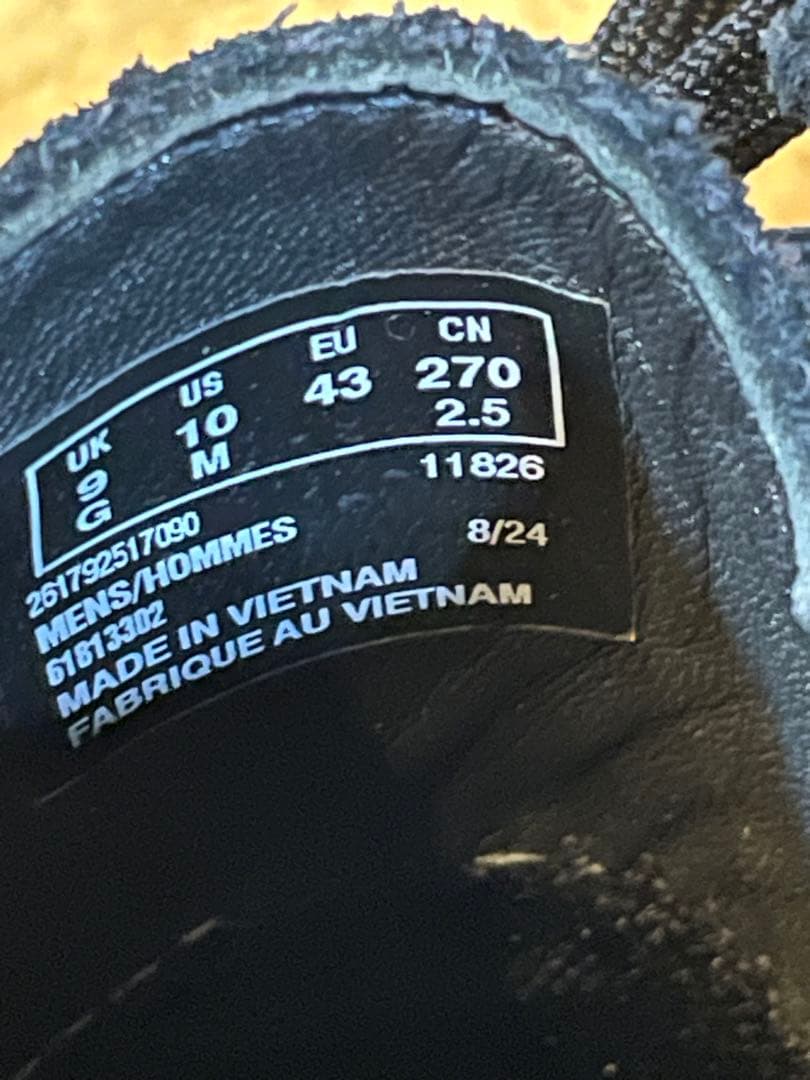 UK US EU CN
9 10 43 270
G M 2.5
11826
261792517090
MENS/HOMMES 8/24
61813302
MADE IN VIETNAM
FABRIQUE AU VIETNAM